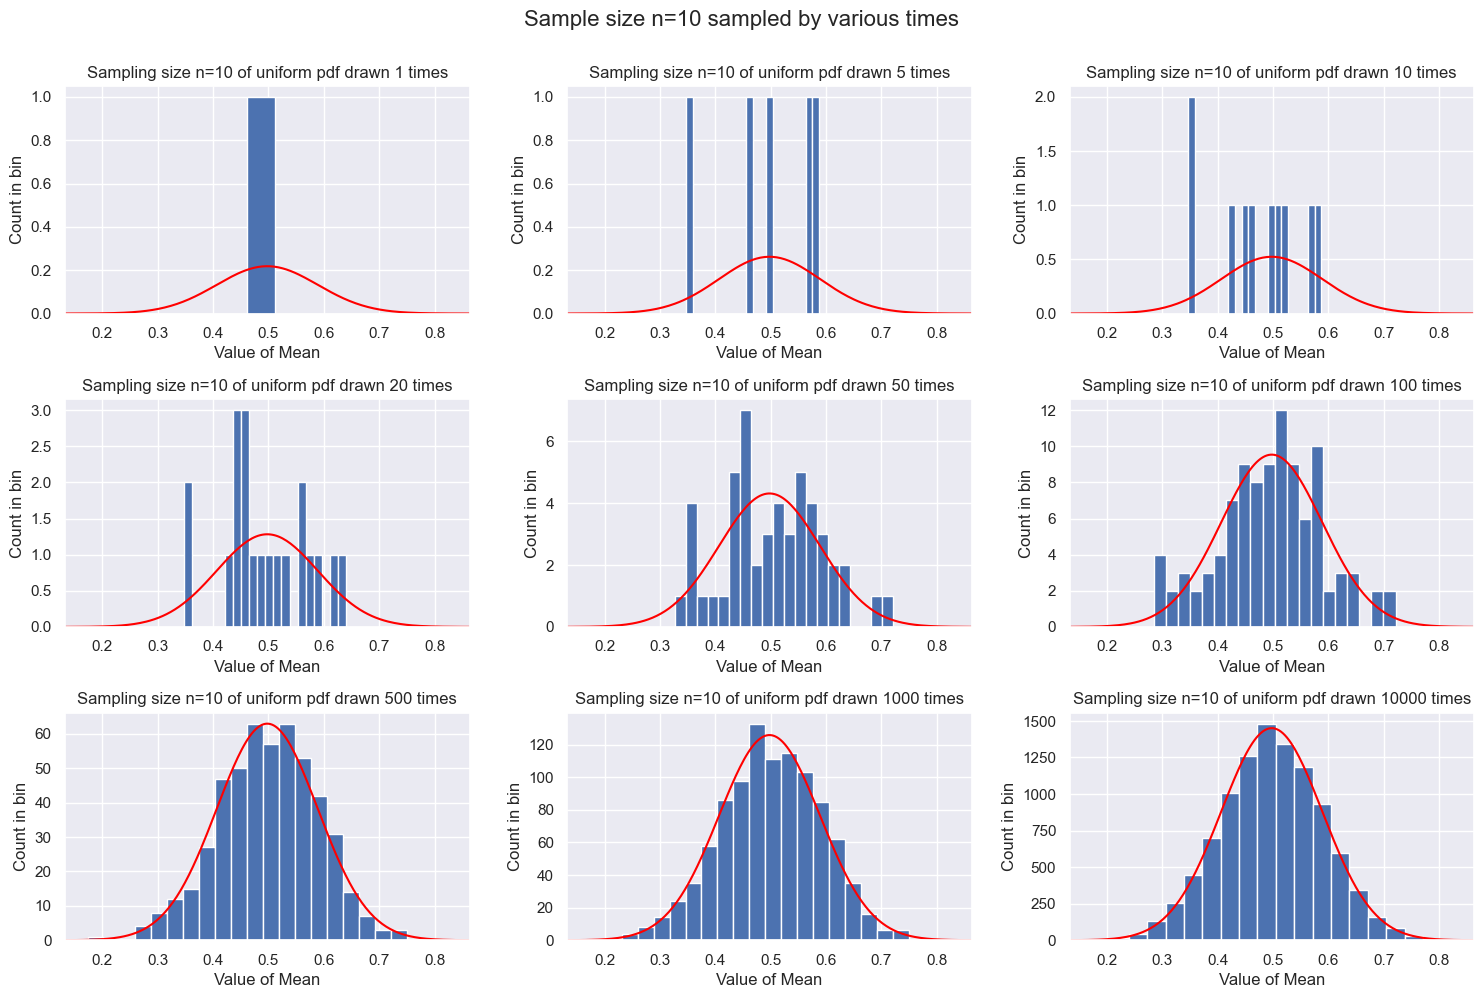 Sample size n=10 sampled by various times
Sampling size n=10 of uniform pdf drawn 1 times
Count in bin
1.0
0.8
0.6
0.4
0.2
0.0
0.2 0.3 0.4 0.5 0.6 0.7 0.8
Value of Mean
Sampling size n=10 of uniform pdf drawn 5 times
Count in bin
1.0
0.8
0.6
0.4
0.2
0.0
0.2 0.3 0.4 0.5 0.6 0.7 0.8
Value of Mean
Sampling size n=10 of uniform pdf drawn 10 times
Count in bin
2.0
1.5
1.0
0.5
0.0
0.2 0.3 0.4 0.5 0.6 0.7 0.8
Value of Mean
Sampling size n=10 of uniform pdf drawn 20 times
Count in bin
3.0
2.5
2.0
1.5
1.0
0.5
0.0
0.2 0.3 0.4 0.5 0.6 0.7 0.8
Value of Mean
Sampling size n=10 of uniform pdf drawn 50 times
Count in bin
6
4
2
0
0.2 0.3 0.4 0.5 0.6 0.7 0.8
Value of Mean
Sampling size n=10 of uniform pdf drawn 100 times
Count in bin
12
10
8
6
4
2
0
0.2 0.3 0.4 0.5 0.6 0.7 0.8
Value of Mean
Sampling size n=10 of uniform pdf drawn 500 times
Count in bin
60
50
40
30
20
10
0
0.2 0.3 0.4 0.5 0.6 0.7 0.8
Value of Mean
Sampling size n=10 of uniform pdf drawn 1000 times
Count in bin
120
100
80
60
40
20
0
0.2 0.3 0.4 0.5 0.6 0.7 0.8
Value of Mean
Sampling size n=10 of uniform pdf drawn 10000 times
Count in bin
1500
1250
1000
750
500
250
0
0.2 0.3 0.4 0.5 0.6 0.7 0.8
Value of Mean